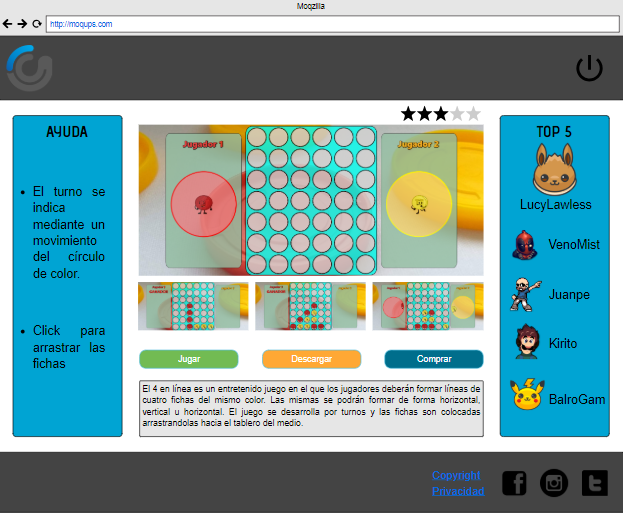 Moqzilla
http://moqups.com
AYUDA
El turno se
indica
mediante un
movimiento
del círculo
de color.
Click para
arrastrar las
fichas
Jugador 1
Jugador 2
Jugar
Descargar
Comprar
El 4 en línea es un entretenido juego en el que los jugadores deberán formar líneas de
cuatro fichas del mismo color. Las mismas se podrán formar de forma horizontal,
vertical u horizontal. El juego se desarrolla por turnos y las fichas son colocadas
arrastrandolas hacia el tablero del medio.
TOP 5
LucyLawless
VenoMist
Juanpe
Kirito
BalroGam
Copyright
Privacidad